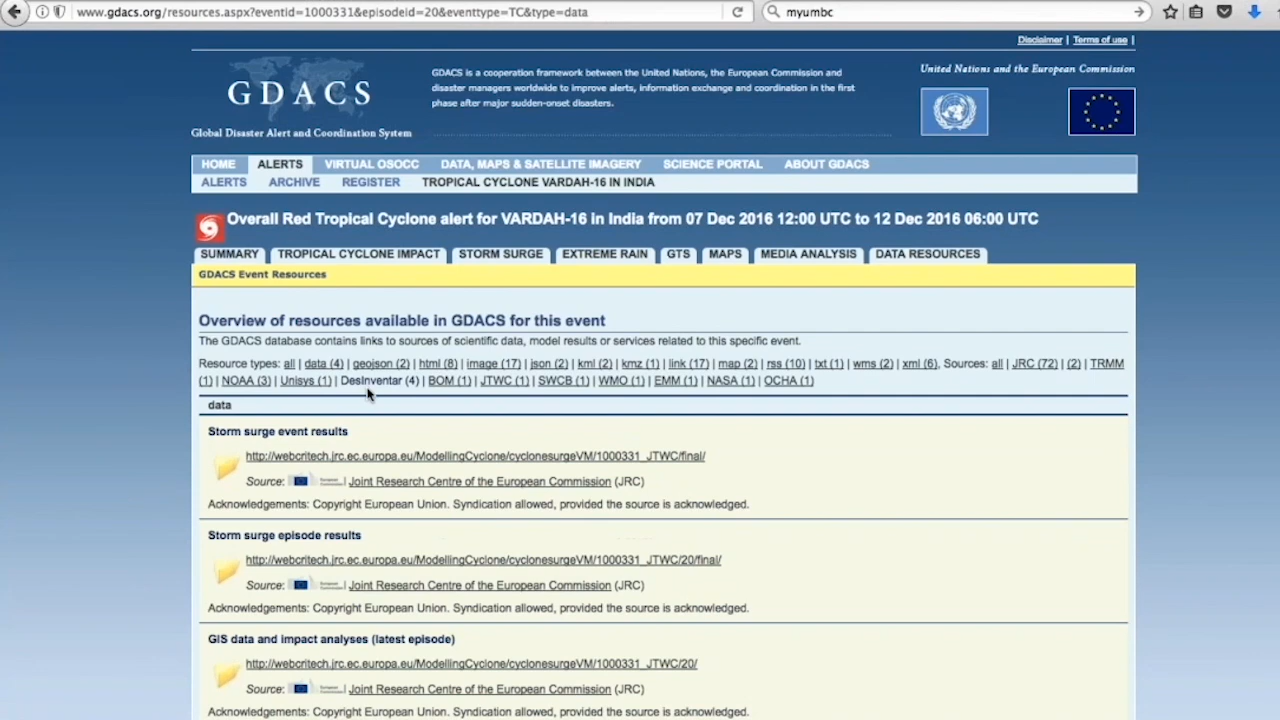 www.gdacs.org/resources.aspx?eventid=1000331&episodeid=20&eventtype=TC&type=data
myumbc
Disclaimer | Terms of use |
GDACS
GDACS is a cooperation framework between the United Nations, the European Commission and
disaster managers worldwide to improve alerts, information exchange and coordination in the first
phase after major sudden-onset disasters.
United Nations and the European Commission
Global Disaster Alert and Coordination System
HOME ALERTS VIRTUAL OSOCC DATA, MAPS & SATELLITE IMAGERY SCIENCE PORTAL ABOUT GDACS
ALERTS ARCHIVE REGISTER TROPICAL CYCLONE VARDAH-16 IN INDIA
Overall Red Tropical Cyclone alert for VARDAH-16 in India from 07 Dec 2016 12:00 UTC to 12 Dec 2016 06:00 UTC
SUMMARY TROPICAL CYCLONE IMPACT STORM SURGE EXTREME RAIN GTS MAPS MEDIA ANALYSIS DATA RESOURCES
GDACS Event Resources
Overview of resources available in GDACS for this event
The GDACS database contains links to sources of scientific data, model results or services related to this specific event.
Resource types: all | data (4) | geojson (2) | html (8) | image (17) | json (2) | kml (2) | kmz (1) | link (17) | map (2) | rss (10) | txt (1) | wms (2) | xml (6), Sources: all | JRC (72) | (2) | TRMM
(1) | NOAA (3) | Unisys (1) | DesInventar (4) | BOM (1) | JTWC (1) | SWCB (1) | WMO (1) | EMM (1) | NASA (1) | OCHA (1)
data
Storm surge event results
http://webcritech.jrc.ec.europa.eu/ModellingCyclone/cyclonesurgeVM/1000331_JTWC/final/
Source: | Joint Research Centre of the European Commission (JRC)
Acknowledgements: Copyright European Union. Syndication allowed, provided the source is acknowledged.
Storm surge episode results
http://webcritech.jrc.ec.europa.eu/ModellingCyclone/cyclonesurgeVM/1000331_JTWC/20/final/
Source: | Joint Research Centre of the European Commission (JRC)
Acknowledgements: Copyright European Union. Syndication allowed, provided the source is acknowledged.
GIS data and impact analyses (latest episode)
http://webcritech.jrc.ec.europa.eu/ModellingCyclone/cyclonesurgeVM/1000331_JTWC/20/
Source: | Joint Research Centre of the European Commission (JRC)
Acknowledgements: Copyright European Union. Syndication allowed, provided the source is acknowledged.